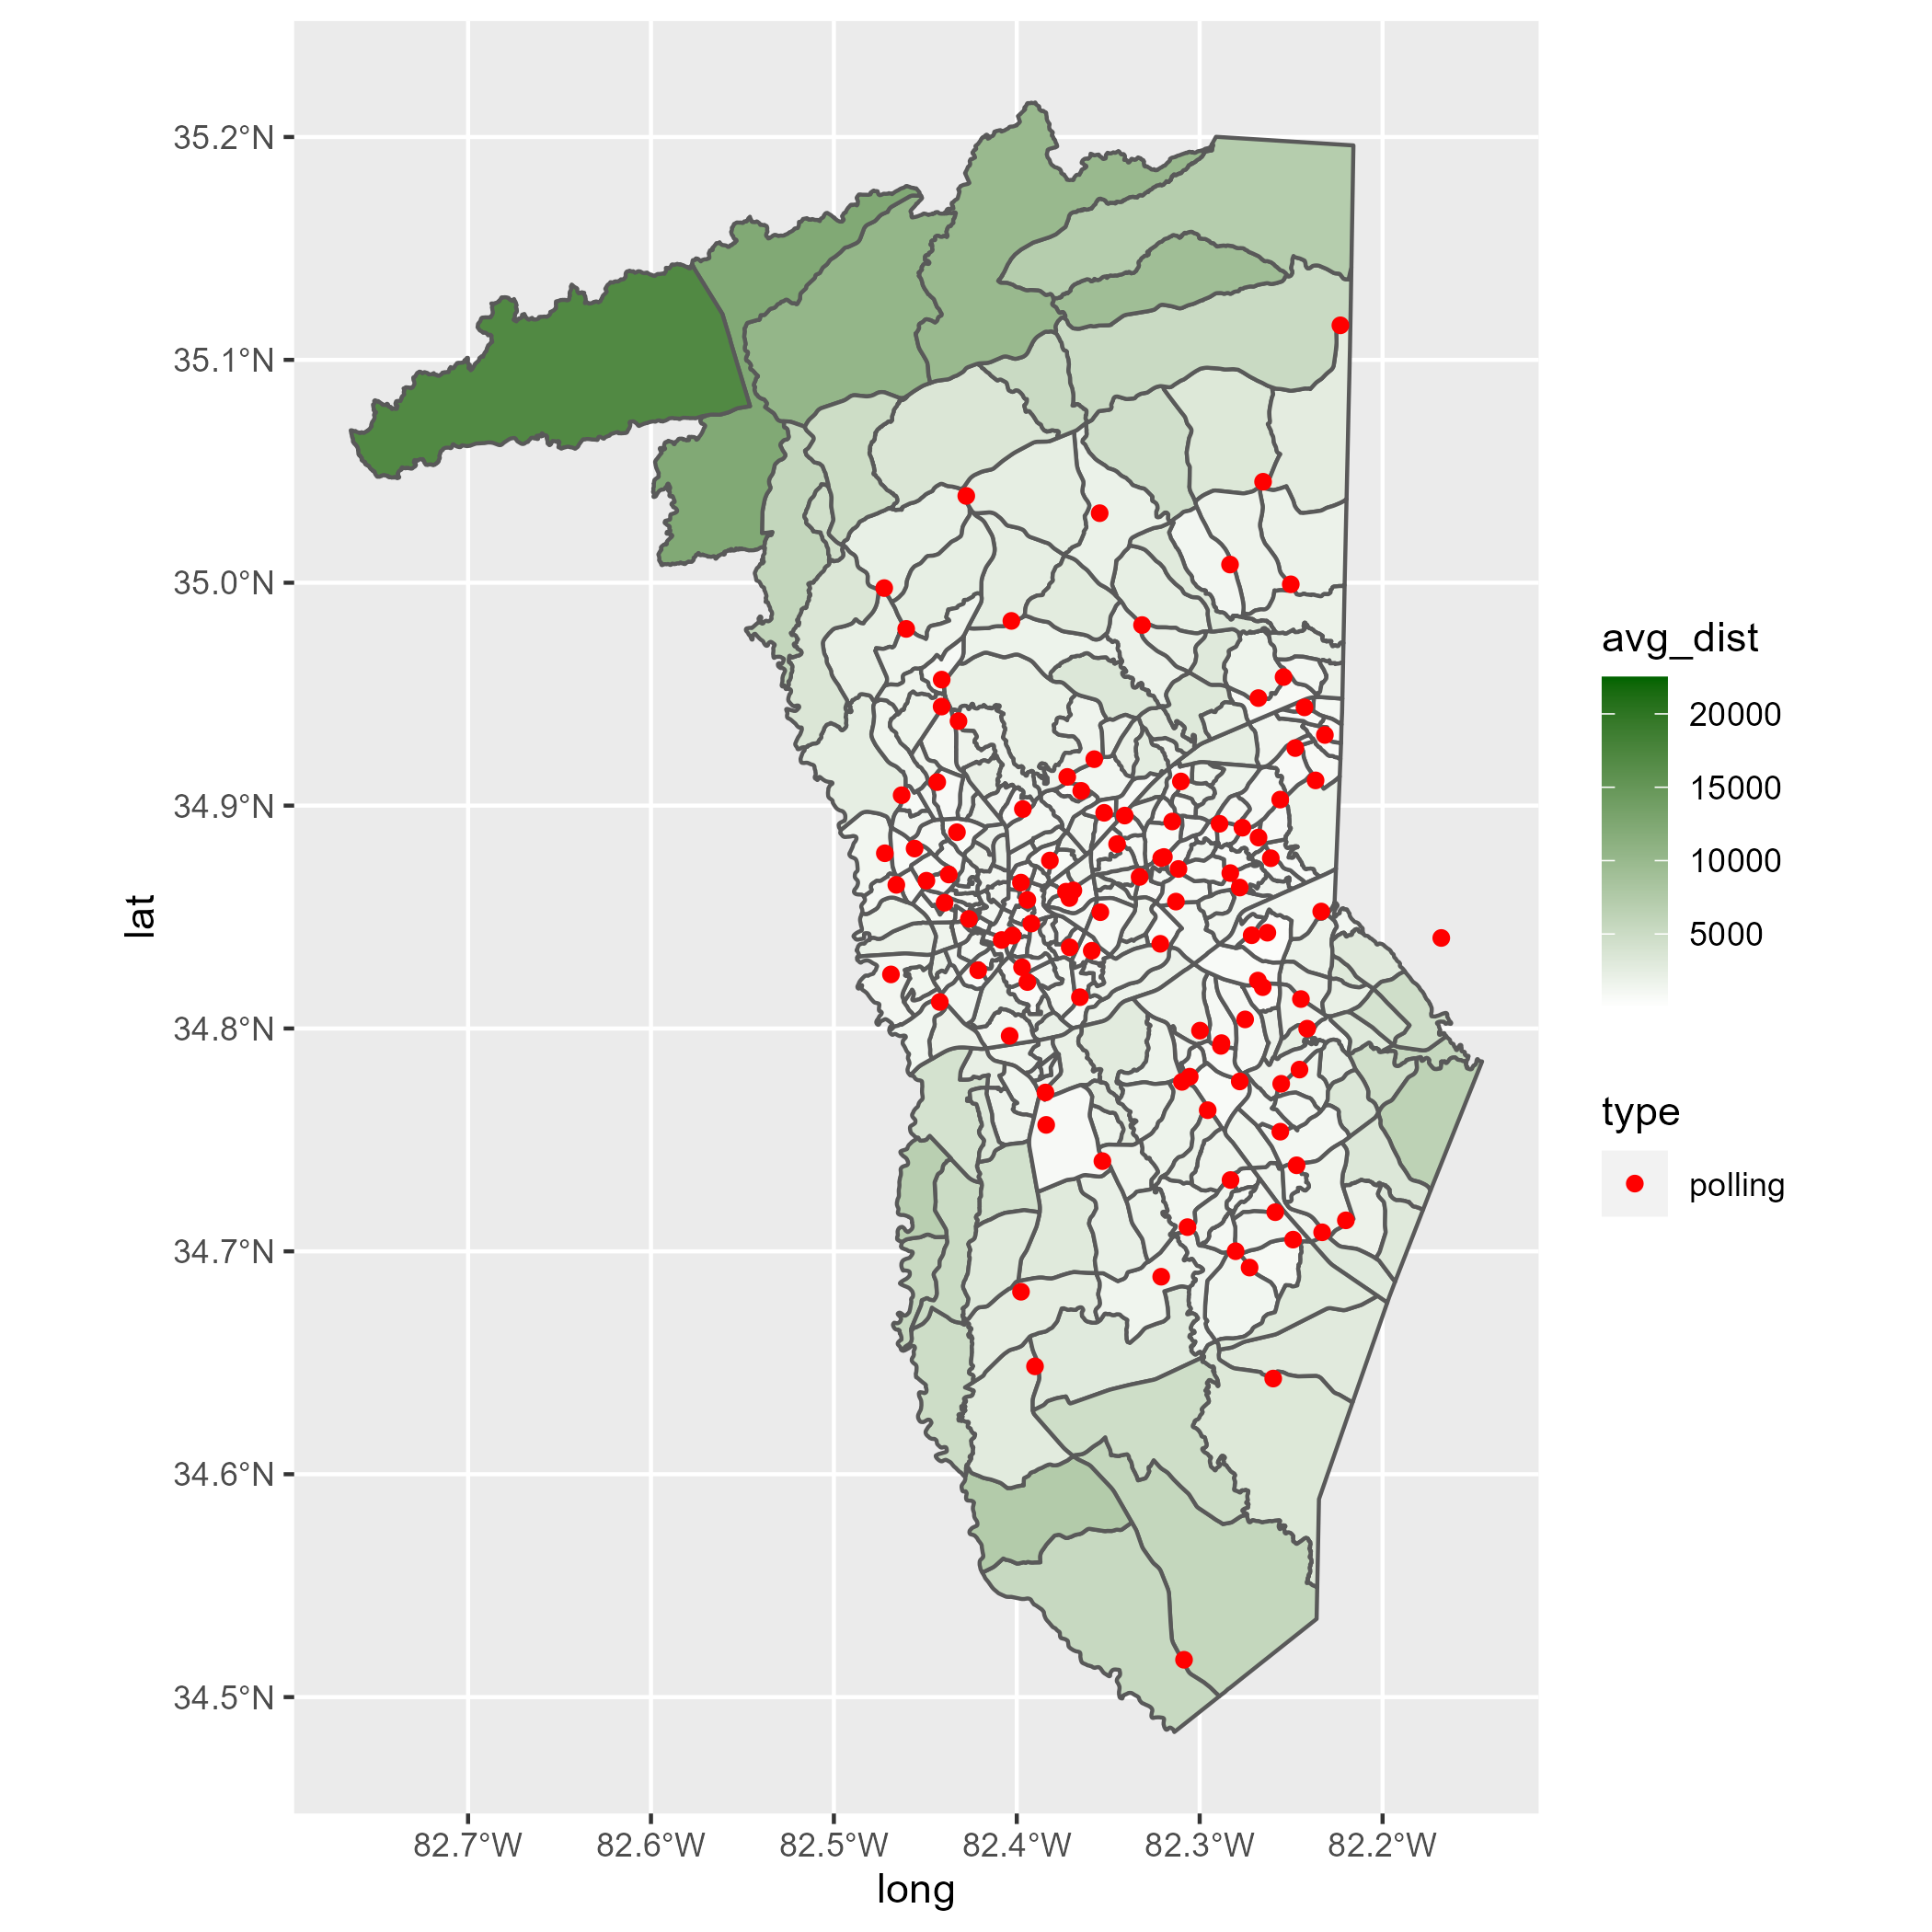 35.2°N
35.1°N
35.0°N
34.9°N
34.8°N
34.7°N
34.6°N
34.5°N
lat
82.7°W
82.6°W
82.5°W
82.4°W
82.3°W
82.2°W
long
avg_dist
20000
15000
10000
5000
type
polling